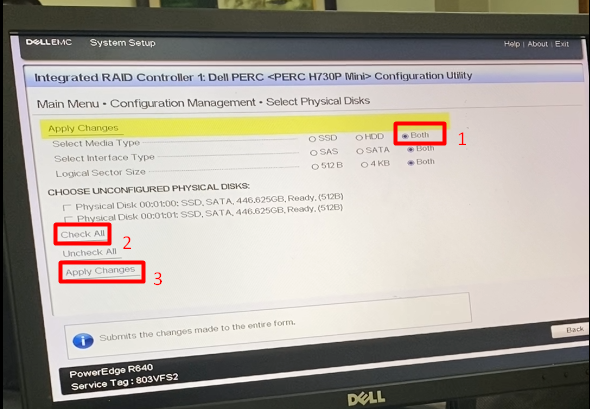 DELLEMC System Setup Help | About | Exit
Integrated RAID Controller 1: Dell PERC <PERC H730P Mini> Configuration Utility
Main Menu • Configuration Management • Select Physical Disks
Apply Changes
Select Media Type SSD HDD Both 1
Select Interface Type SAS SATA Both
Logical Sector Size 512 B 4 KB Both
CHOOSE UNCONFIGURED PHYSICAL DISKS:
Physical Disk 00:01:00: SSD, SATA, 446.625GB, Ready, (512B)
Physical Disk 00:01:01: SSD, SATA, 446.625GB, Ready, (512B)
Check All 2
Uncheck All
Apply Changes 3
Submits the changes made to the entire form.
Back
PowerEdge R640
Service Tag : 803VFS2
DELL